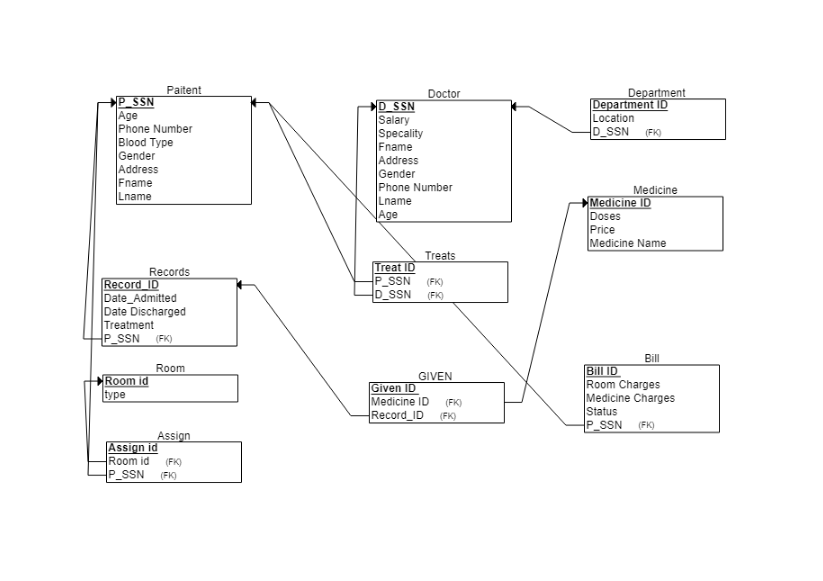 Paitent
P_SSN
Age
Phone Number
Blood Type
Gender
Address
Fname
Lname
Doctor
D_SSN
Salary
Specality
Fname
Address
Gender
Phone Number
Lname
Age
Department
Department ID
Location
D_SSN (FK)
Medicine
Medicine ID
Doses
Price
Medicine Name
Treats
Treat ID
P_SSN (FK)
D_SSN (FK)
Records
Record_ID
Date_Admitted
Date Discharged
Treatment
P_SSN (FK)
Room
Room id
type
GIVEN
Given ID
Medicine ID (FK)
Record_ID (FK)
Bill
Bill ID
Room Charges
Medicine Charges
Status
P_SSN (FK)
Assign
Assign id
Room id (FK)
P_SSN (FK)